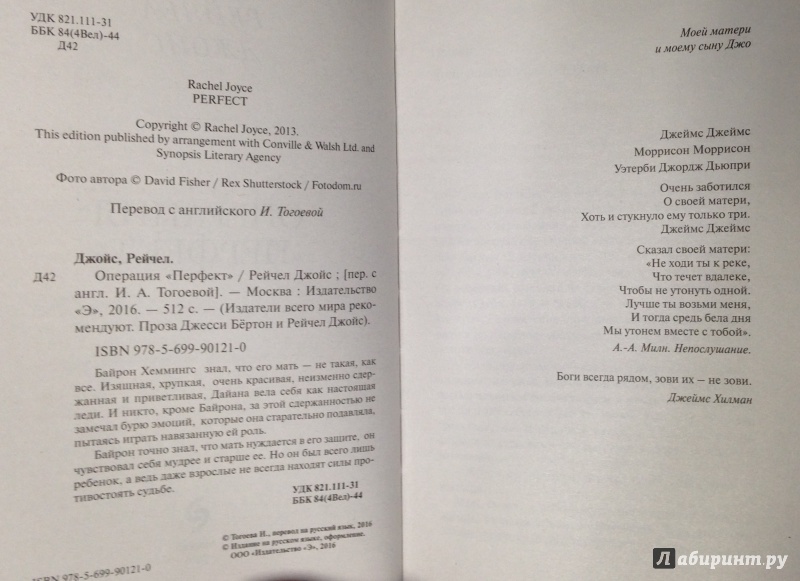 УДК 821.111-31
ББК 84(4Вел)-44
Д42
Rachel Joyce
PERFECT
Copyright © Rachel Joyce, 2013.
This edition published by arrangement with Conville & Walsh Ltd. and
Synopsis Literary Agency
Фото автора © David Fisher / Rex Shutterstock / Fotodom.ru
Перевод с английского И. Тогоевой
Джойс, Рейчел.
Д42 Операция «Перфект» / Рейчел Джойс ; [пер. с
англ. И. А. Тогоевой]. — Москва : Издательство
«Э», 2016. — 512 с. — (Издатели всего мира реко-
мендуют. Проза Джесси Бёртон и Рейчел Джойс).
ISBN 978-5-699-90121-0
Байрон Хеммингс знал, что его мать — не такая, как
все. Изящная, хрупкая, очень красивая, неизменно сдер-
жанная и приветливая, Дайана вела себя как настоящая
леди. И никто, кроме Байрона, за этой сдержанностью не
замечал бурю эмоций, которые она старательно подавляла,
пытаясь играть навязанную ей роль.
Байрон точно знал, что мать нуждается в его защите, он
чувствовал себя мудрее и старше ее. Но он был всего лишь
ребенок, а ведь даже взрослые не всегда находят силы про-
тивостоять судьбе.
УДК 821.111-31
ББК 84(4Вел)-44
© Тогоева И., перевод на русский язык, 2016
© Издание на русском языке, оформление.
ООО «Издательство «Э», 2016
ISBN 978-5-699-90121-0
Моей матери
и моему сыну Джо
Джеймс Джеймс
Моррисон Моррисон
Уэтерби Джордж Дьюпри
Очень заботился
О своей матери,
Хоть и стукнуло ему только три.
Джеймс Джеймс
Сказал своей матери:
«Не ходи ты к реке,
Что течет вдалеке,
Чтобы не утонуть одной.
Лучше ты возьми меня,
И тогда средь бела дня
Мы утонем вместе с тобой».
А.-А. Милн. Непослушание.
Боги всегда рядом, зови их — не зови.
Джеймс Хилман
Лабиринт.ру